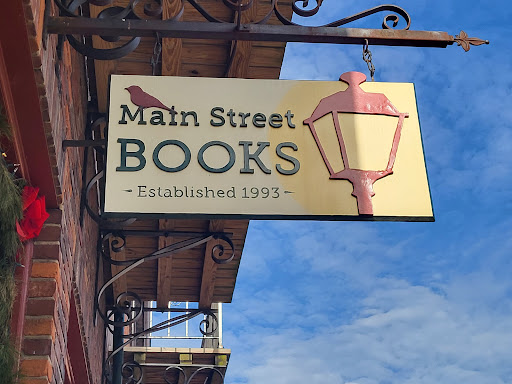 Main Street
BOOKS
- Established 1993 -